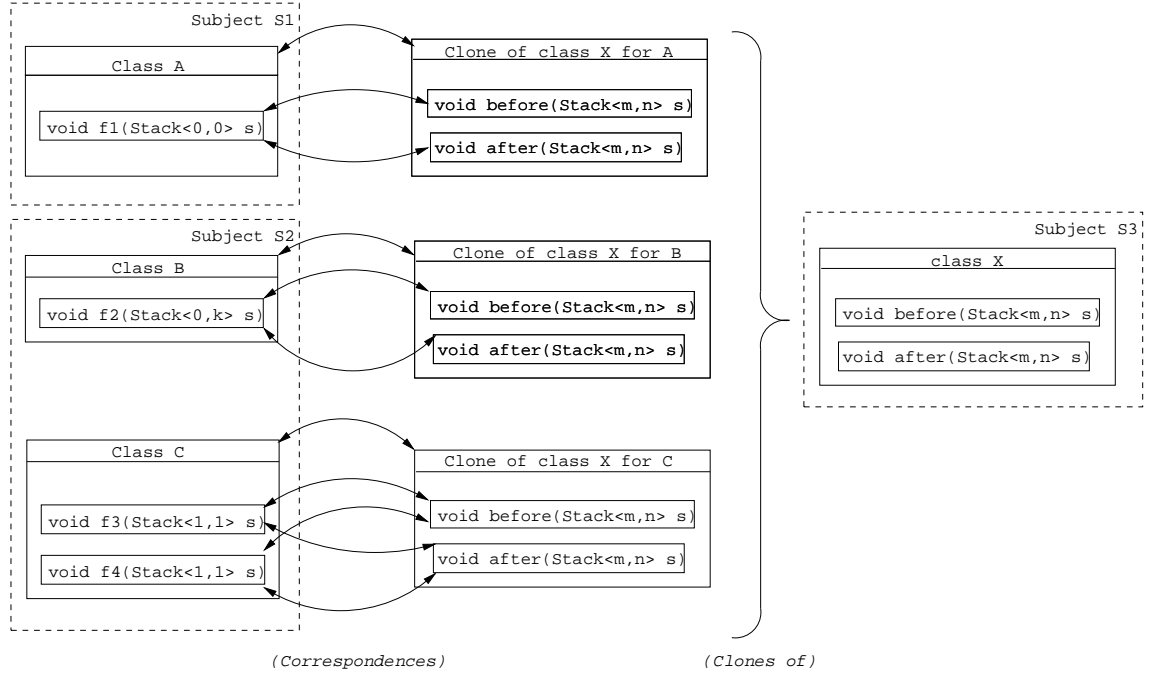 Subject S1
Class A
void f1(Stack<0,0> s)
Clone of class X for A
void before(Stack<m,n> s)
void after(Stack<m,n> s)
Subject S2
Class B
void f2(Stack<0,k> s)
Clone of class X for B
void before(Stack<m,n> s)
void after(Stack<m,n> s)
Class C
void f3(Stack<1,1> s)
void f4(Stack<1,1> s)
Clone of class X for C
void before(Stack<m,n> s)
void after(Stack<m,n> s)
Subject S3
class X
void before(Stack<m,n> s)
void after(Stack<m,n> s)
(Correspondences)
(Clones of)